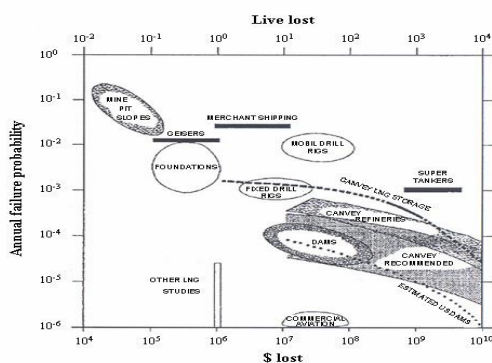 Live lost
10-2 10-1 100 101 102 103 104
100
10-1
10-2
10-3
10-4
10-5
10-6
Annual failure probability
MINE
PIT
SLOPES
GEISERS
MERCHANT SHIPPING
FOUNDATIONS
MOBIL DRILL
RIGS
FIXED DRILL
RIGS
CANVEY LNG STORAGE
SUPER
TANKERS
CANVEY
REFINERIES
DAMS
CANVEY
RECOMMENDED
OTHER LNG
STUDIES
ESTIMATED US DAMS
COMMERCIAL
AVIATION
104 105 106 107 108 109 1010
$ lost